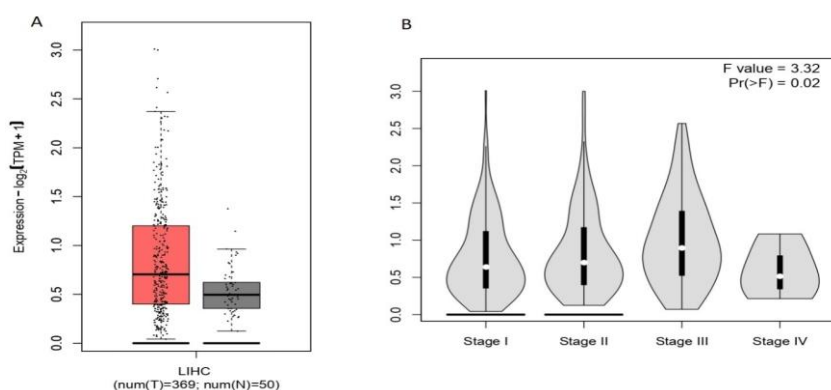 A
Expression – log₂(TPM + 1)
3.0
2.5
2.0
1.5
1.0
0.5
0.0
LIHC
(num(T)=369; num(N)=50)
B
F value = 3.32
Pr(>F) = 0.02
3.0
2.5
2.0
1.5
1.0
0.5
0.0
Stage I
Stage II
Stage III
Stage IV